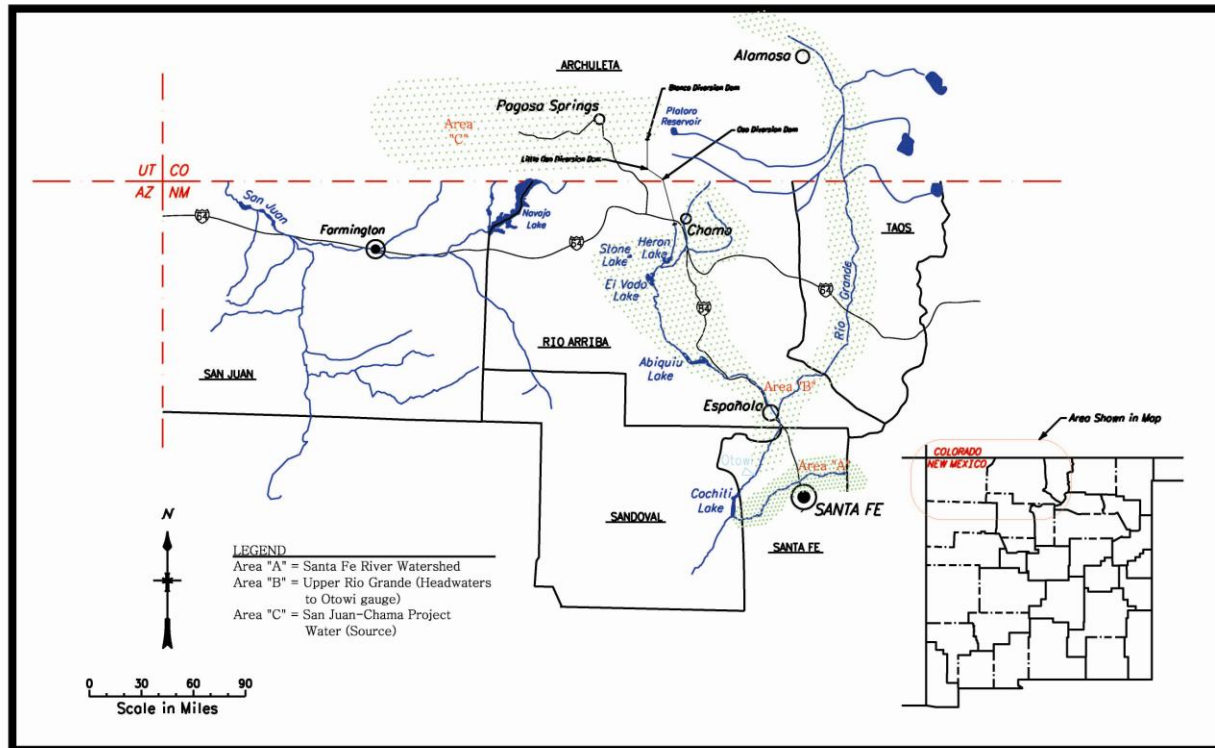 Alamosa
ARCHULETA
Blanco Diversion Dam
Pagosa Springs
Platoro
Reservoir
Oso Diversion Dam
Area
"C"
Little Oso Diversion Dam
UT CO
AZ NM
San Juan
64
Farmington
Navajo
Lake
64
Chama
TAOS
Stone
Lake
Heron
Lake
El Vado
Lake
64
84
Rio Grande
RIO ARRIBA
Abiquiu
Lake
SAN JUAN
Area "B"
Española
Area Shown in Map
Otowi
Area "A"
COLORADO
NEW MEXICO
Cochiti
Lake
SANTA FE
SANDOVAL
SANTA FE
N
LEGEND
Area "A" = Santa Fe River Watershed
Area "B" = Upper Rio Grande (Headwaters
to Otowi gauge)
Area "C" = San Juan-Chama Project
Water (Source)
0 30 60 90
Scale in Miles